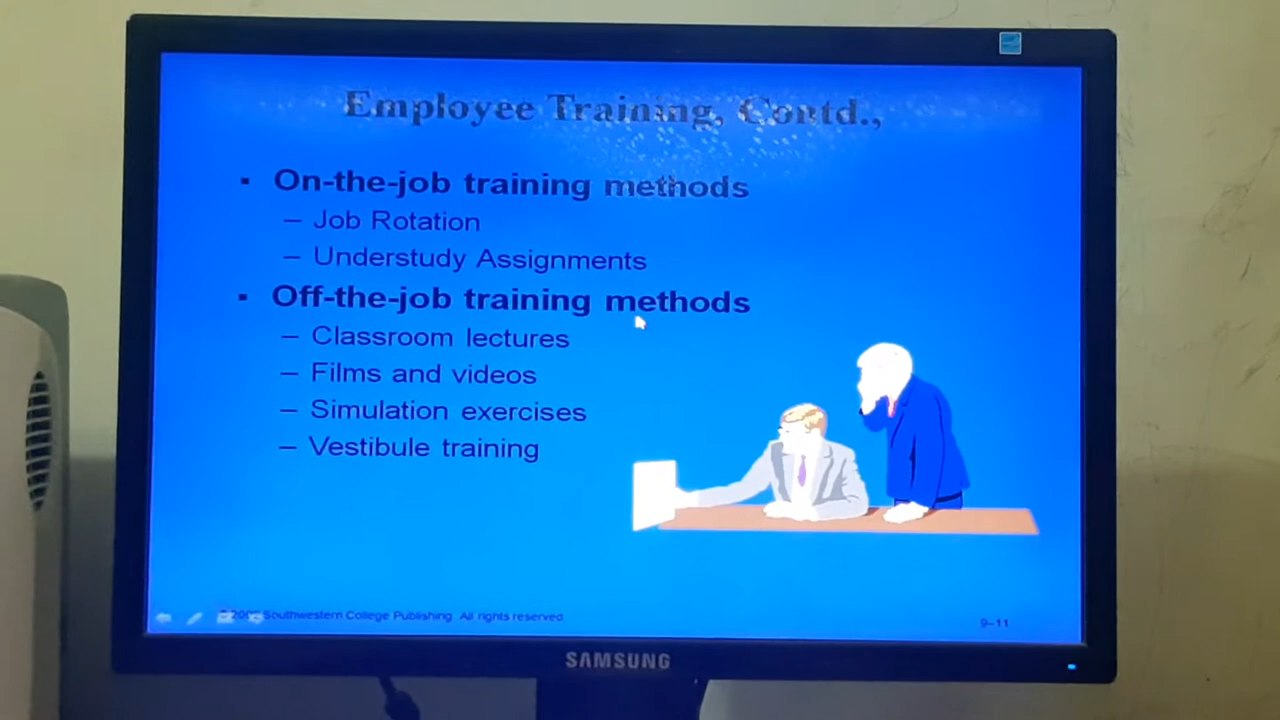 Employee Training, Contd.,
▪ On-the-job training methods
– Job Rotation
– Understudy Assignments
▪ Off-the-job training methods
– Classroom lectures
– Films and videos
– Simulation exercises
– Vestibule training
© Southwestern College Publishing. All rights reserved
9–11
SAMSUNG